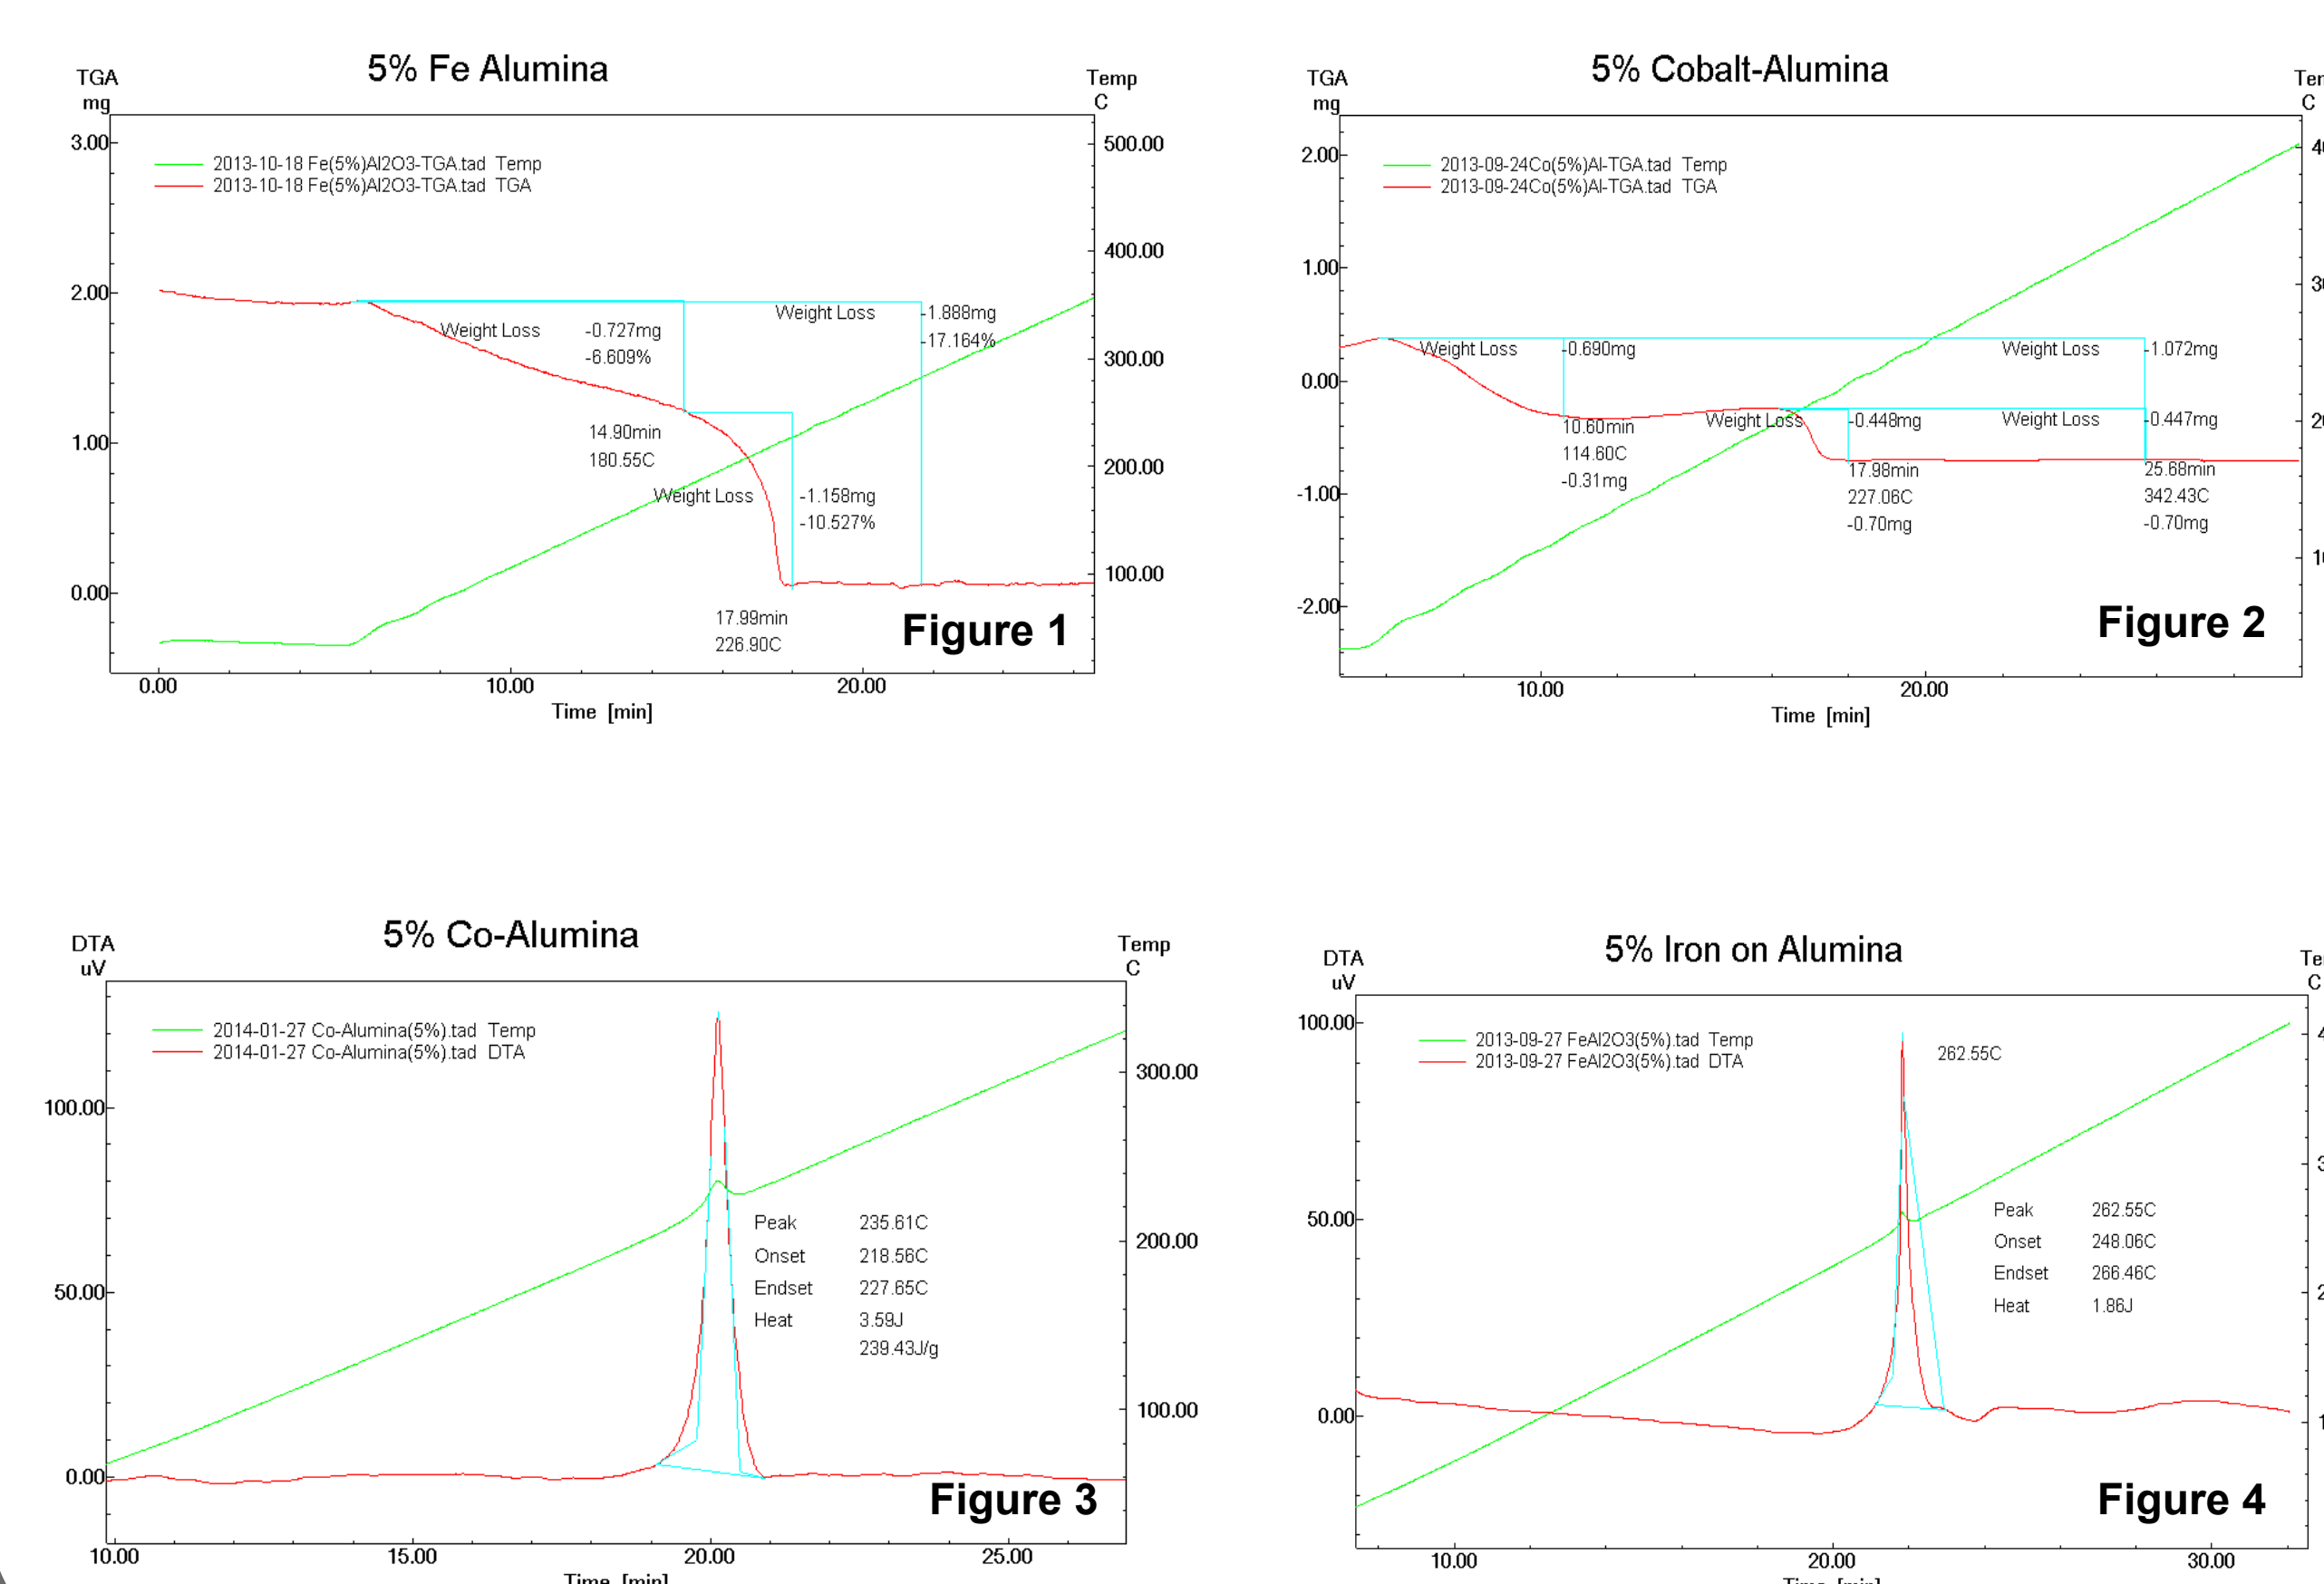 5% Fe Alumina
TGA
mg
Temp
C
3.00
2.00
1.00
0.00
500.00
400.00
300.00
200.00
100.00
2013-10-18 Fe(5%)Al2O3-TGA.tad Temp
2013-10-18 Fe(5%)Al2O3-TGA.tad TGA
Weight Loss
-1.888mg
-17.164%
Weight Loss
-0.727mg
-6.609%
14.90min
180.55C
Weight Loss
-1.158mg
-10.527%
17.99min
226.90C
Figure 1
0.00 10.00 20.00
Time [min]
5% Cobalt-Alumina
TGA
mg
C
2.00
1.00
0.00
-1.00
-2.00
2013-09-24Co(5%)Al-TGA.tad Temp
2013-09-24Co(5%)Al-TGA.tad TGA
Weight Loss -0.690mg
Weight Loss -1.072mg
Weight Loss -0.448mg
Weight Loss -0.447mg
10.60min
114.60C
-0.31mg
17.98min
227.06C
-0.70mg
25.68min
342.43C
-0.70mg
Figure 2
10.00 20.00
Time [min]
5% Co-Alumina
DTA
uV
Temp
C
100.00
50.00
0.00
300.00
200.00
100.00
2014-01-27 Co-Alumina(5%).tad Temp
2014-01-27 Co-Alumina(5%).tad DTA
Peak 235.61C
Onset 218.56C
Endset 227.65C
Heat 3.59J
239.43J/g
Figure 3
10.00 15.00 20.00 25.00
Time [min]
5% Iron on Alumina
DTA
uV
C
100.00
50.00
0.00
2013-09-27 FeAl2O3(5%).tad Temp
2013-09-27 FeAl2O3(5%).tad DTA
262.55C
Peak 262.55C
Onset 248.06C
Endset 266.46C
Heat 1.86J
Figure 4
10.00 20.00 30.00
Time [min]